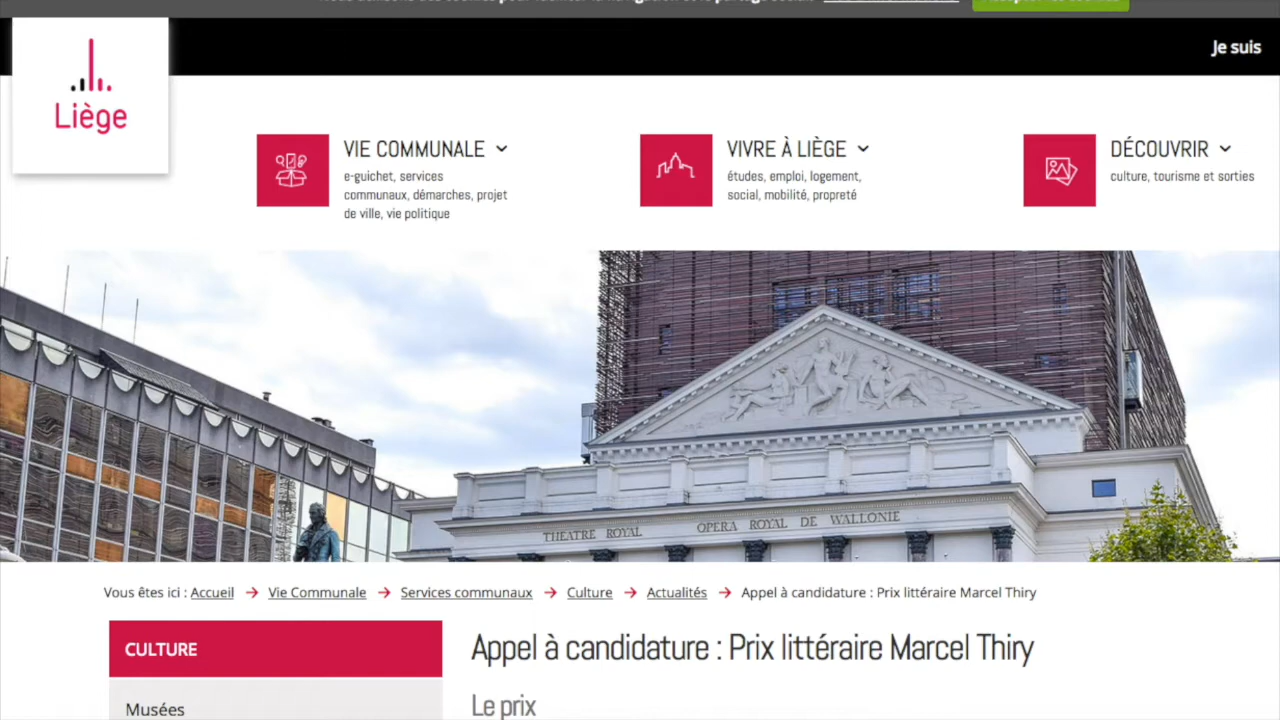 Je suis
Liège
VIE COMMUNALE
e-guichet, services
communaux, démarches, projet
de ville, vie politique
VIVRE À LIÈGE
études, emploi, logement,
social, mobilité, propreté
DÉCOUVRIR
culture, tourisme et sorties
THEATRE ROYAL OPERA ROYAL DE WALLONIE
Vous êtes ici : Accueil → Vie Communale → Services communaux → Culture → Actualités → Appel à candidature : Prix littéraire Marcel Thiry
CULTURE
Musées
Appel à candidature : Prix littéraire Marcel Thiry
Le prix